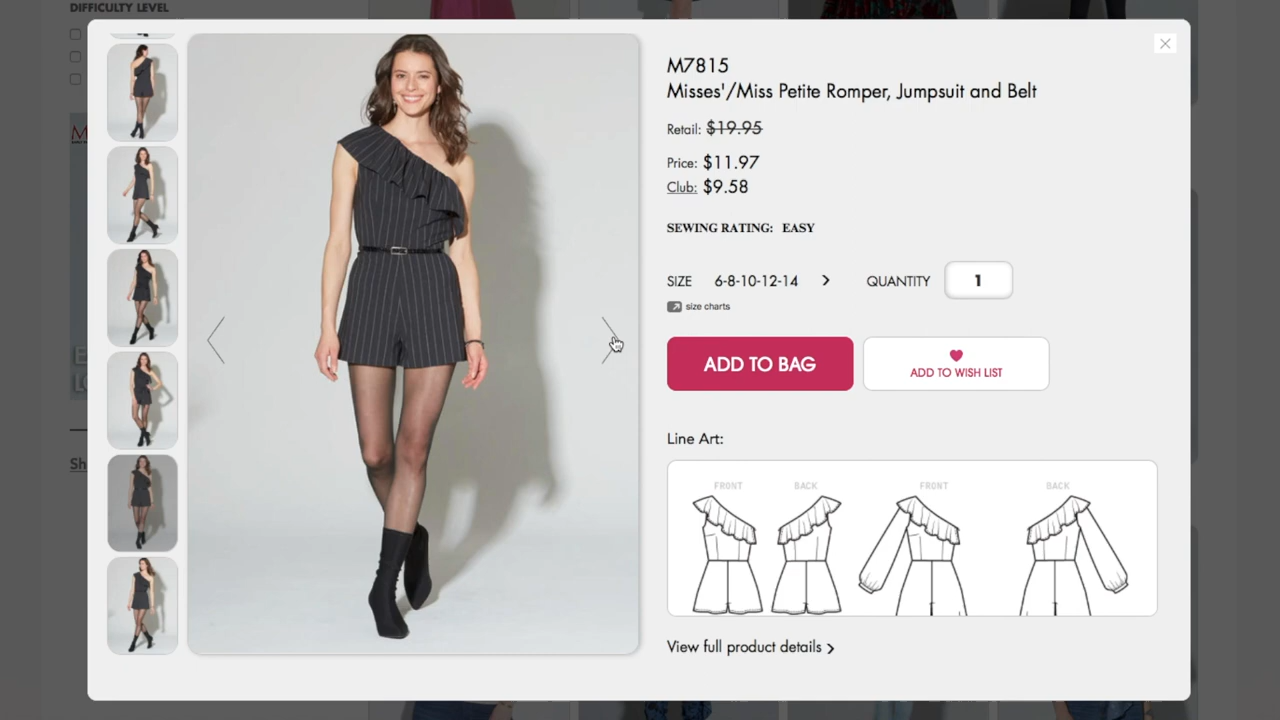 DIFFICULTY LEVEL
M7815
Misses'/Miss Petite Romper, Jumpsuit and Belt
Retail: $19.95
Price: $11.97
Club: $9.58
SEWING RATING: EASY
SIZE 6-8-10-12-14 > QUANTITY 1
size charts
ADD TO BAG
ADD TO WISH LIST
Line Art:
FRONT BACK FRONT BACK
View full product details >